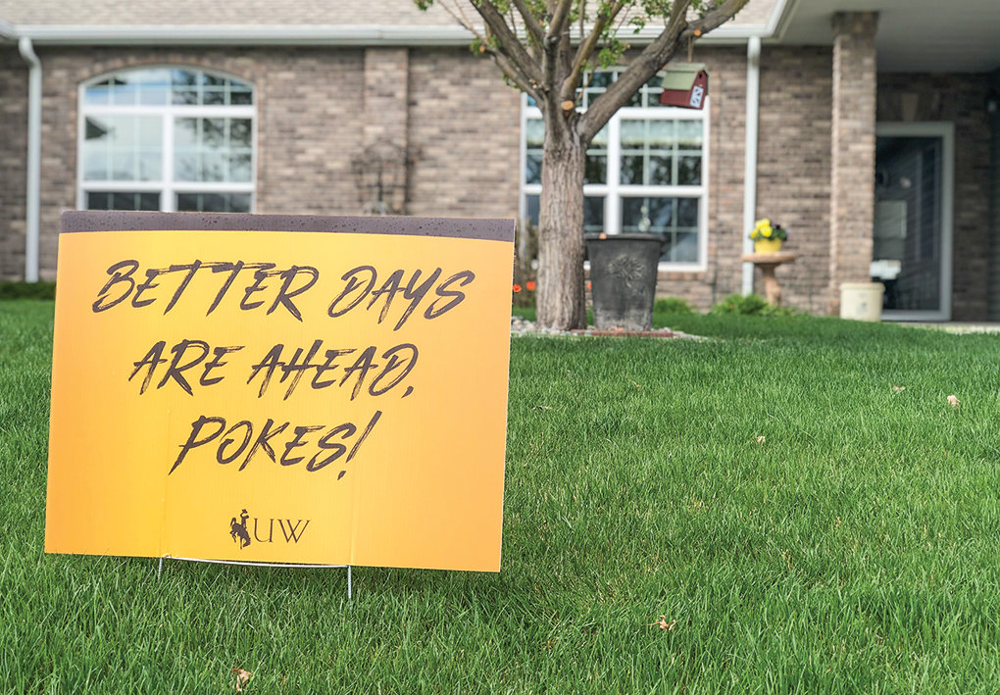 BETTER DAYS
ARE AHEAD,
POKES!
UW